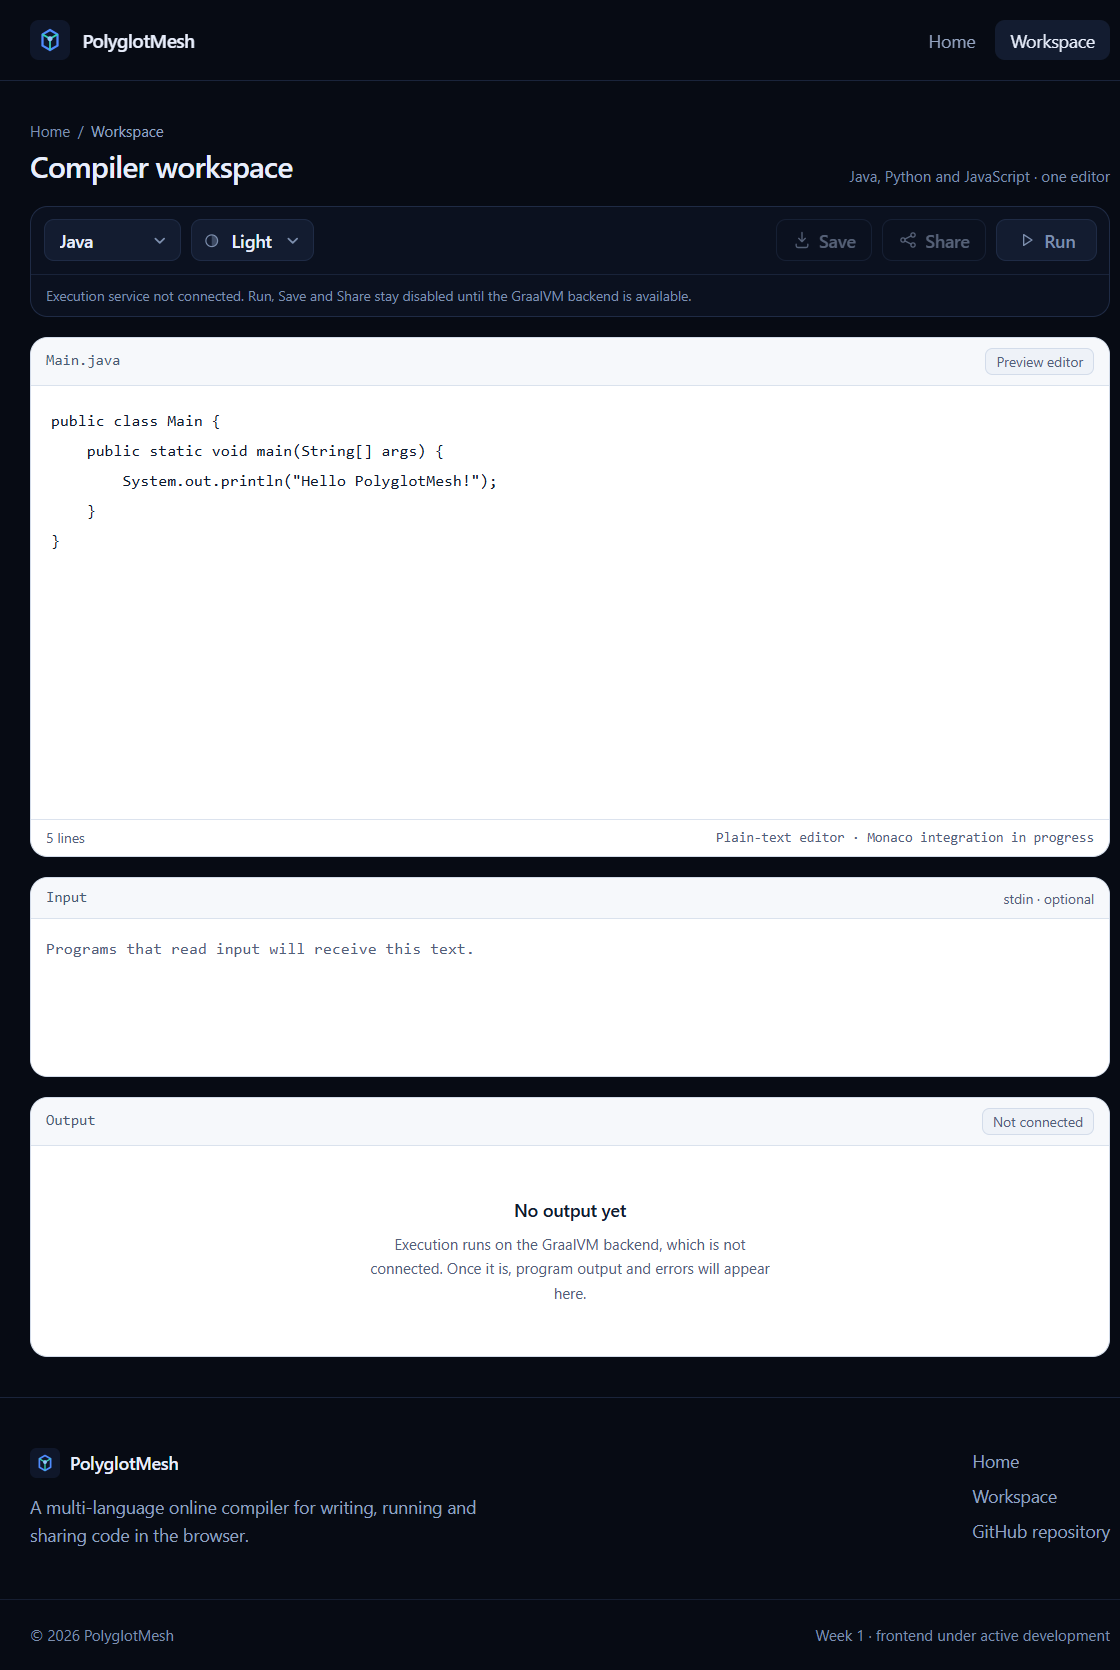 PolyglotMesh
Home
Workspace
Home / Workspace
Compiler workspace
Java, Python and JavaScript · one editor
Java
Light
Save
Share
Run
Execution service not connected. Run, Save and Share stay disabled until the GraalVM backend is available.
Main.java
Preview editor
public class Main {
    public static void main(String[] args) {
        System.out.println("Hello PolyglotMesh!");
    }
}
5 lines
Plain-text editor · Monaco integration in progress
Input
stdin · optional
Programs that read input will receive this text.
Output
Not connected
No output yet
Execution runs on the GraalVM backend, which is not
connected. Once it is, program output and errors will appear
here.
PolyglotMesh
A multi-language online compiler for writing, running and
sharing code in the browser.
Home
Workspace
GitHub repository
© 2026 PolyglotMesh
Week 1 · frontend under active development